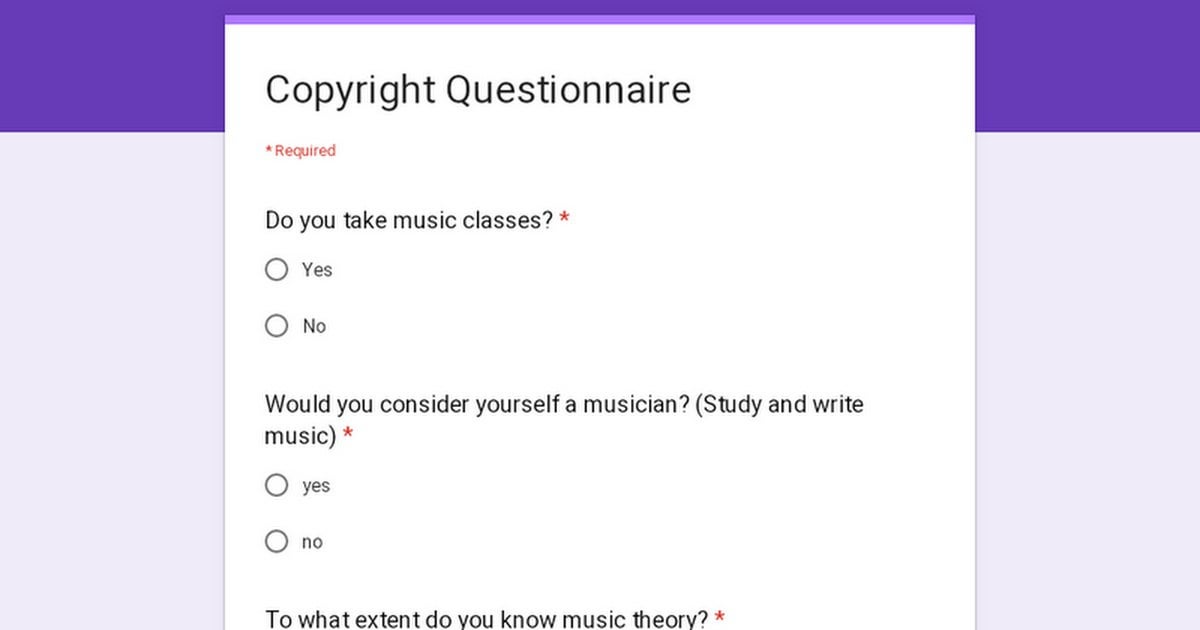 Copyright Questionnaire
* Required
Do you take music classes? *
Yes
No
Would you consider yourself a musician? (Study and write
music) *
yes
no
To what extent do you know music theory? *